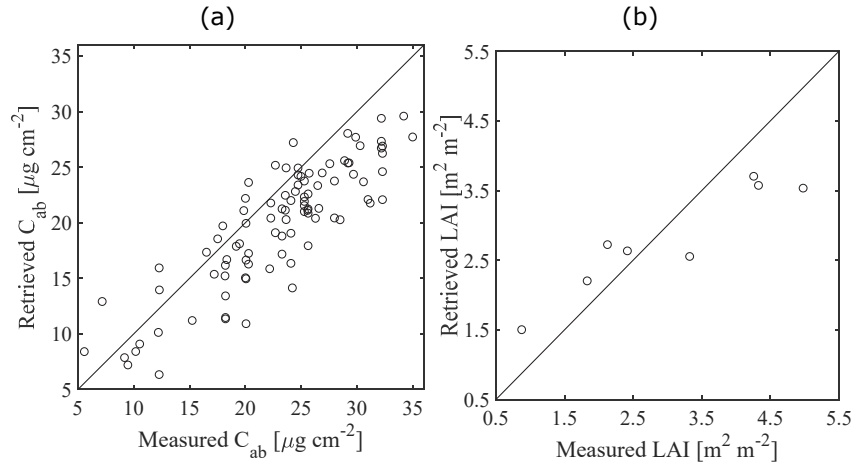 (a)
Retrieved C_ab [μg cm^-2]
35
30
25
20
15
10
5
5 10 15 20 25 30 35
Measured C_ab [μg cm^-2]
(b)
Retrieved LAI [m^2 m^-2]
5.5
4.5
3.5
2.5
1.5
0.5
0.5 1.5 2.5 3.5 4.5 5.5
Measured LAI [m^2 m^-2]